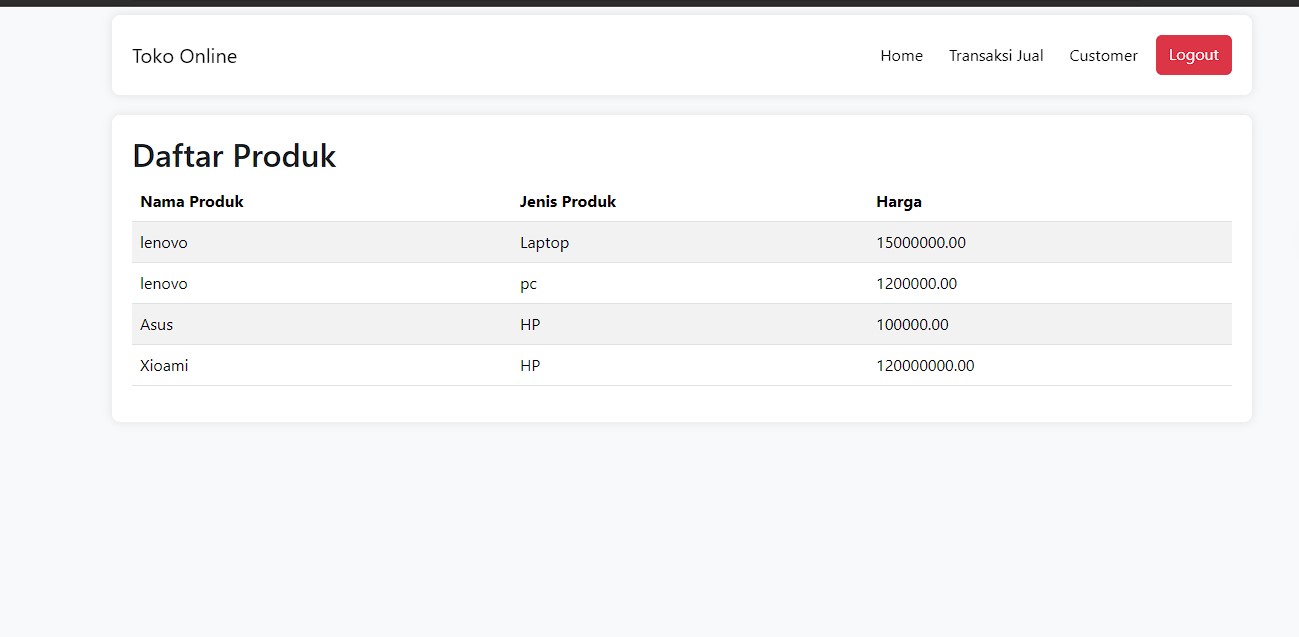 Toko Online Home Transaksi Jual Customer Logout
Daftar Produk
Nama Produk Jenis Produk Harga
lenovo Laptop 15000000.00
lenovo pc 1200000.00
Asus HP 100000.00
Xioami HP 120000000.00